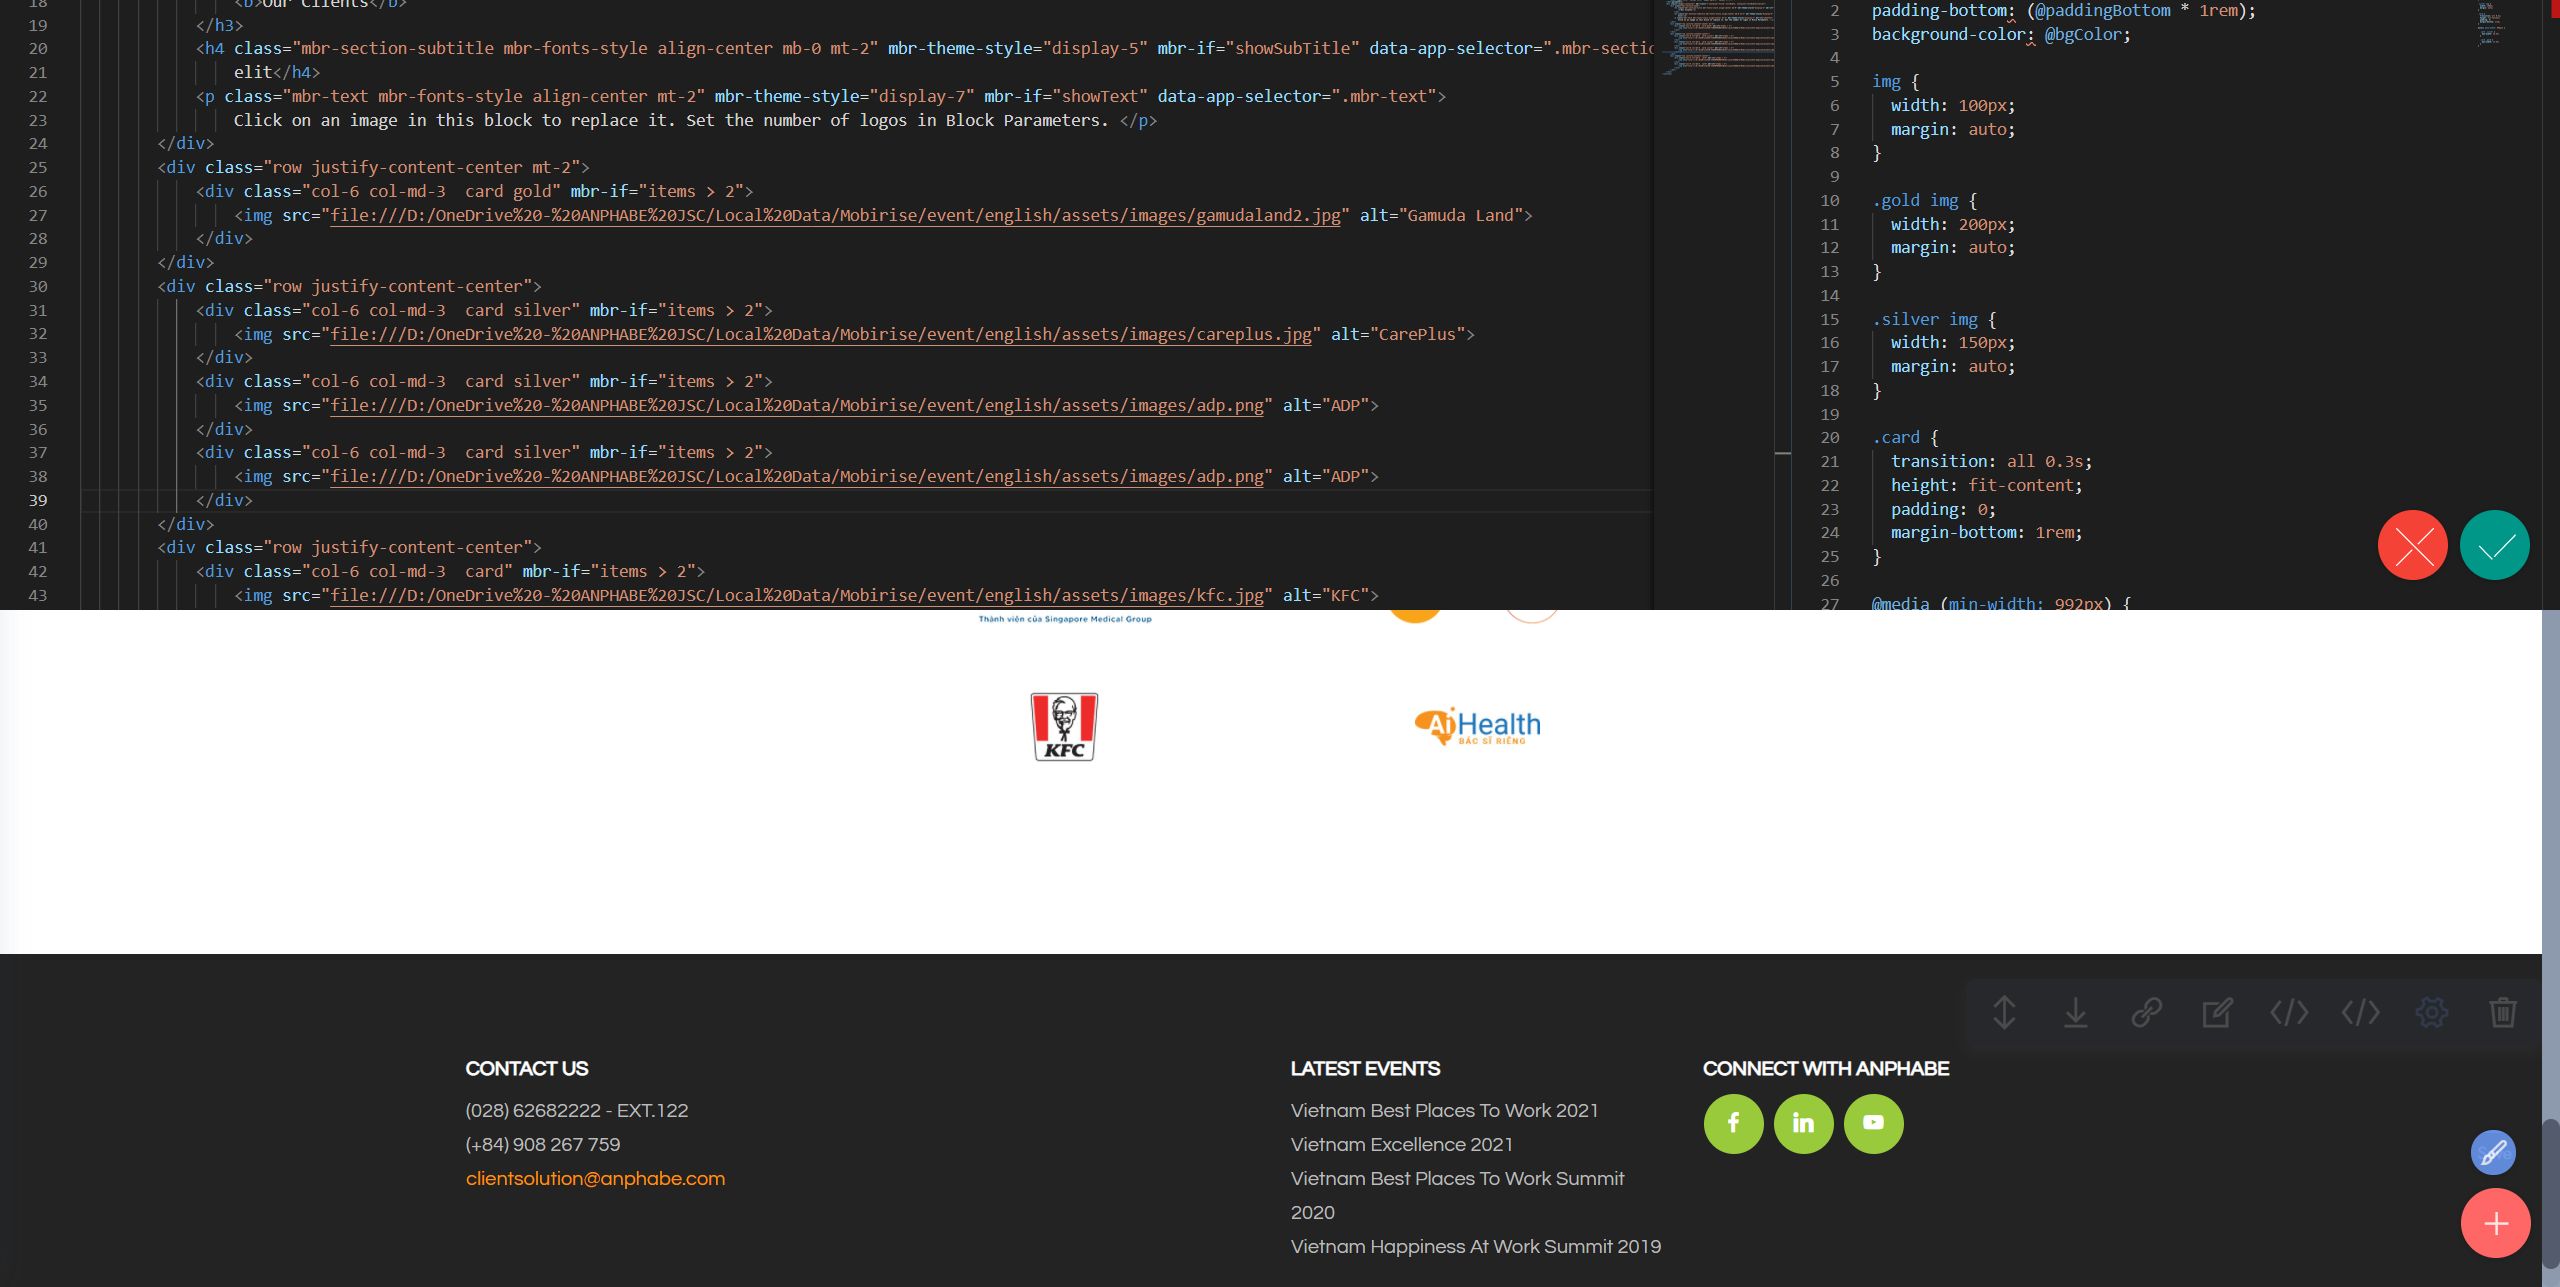 18 <b>Our Clients</b>
19 </h3>
20 <h4 class="mbr-section-subtitle mbr-fonts-style align-center mb-0 mt-2" mbr-theme-style="display-5" mbr-if="showSubTitle" data-app-selector=".mbr-sectio
21 elit</h4>
22 <p class="mbr-text mbr-fonts-style align-center mt-2" mbr-theme-style="display-7" mbr-if="showText" data-app-selector=".mbr-text">
23 Click on an image in this block to replace it. Set the number of logos in Block Parameters. </p>
24 </div>
25 <div class="row justify-content-center mt-2">
26 <div class="col-6 col-md-3  card gold" mbr-if="items > 2">
27 <img src="file:///D:/OneDrive%20-%20ANPHABE%20JSC/Local%20Data/Mobirise/event/english/assets/images/gamudaland2.jpg" alt="Gamuda Land">
28 </div>
29 </div>
30 <div class="row justify-content-center">
31 <div class="col-6 col-md-3  card silver" mbr-if="items > 2">
32 <img src="file:///D:/OneDrive%20-%20ANPHABE%20JSC/Local%20Data/Mobirise/event/english/assets/images/careplus.jpg" alt="CarePlus">
33 </div>
34 <div class="col-6 col-md-3  card silver" mbr-if="items > 2">
35 <img src="file:///D:/OneDrive%20-%20ANPHABE%20JSC/Local%20Data/Mobirise/event/english/assets/images/adp.png" alt="ADP">
36 </div>
37 <div class="col-6 col-md-3  card silver" mbr-if="items > 2">
38 <img src="file:///D:/OneDrive%20-%20ANPHABE%20JSC/Local%20Data/Mobirise/event/english/assets/images/adp.png" alt="ADP">
39 </div>
40 </div>
41 <div class="row justify-content-center">
42 <div class="col-6 col-md-3  card" mbr-if="items > 2">
43 <img src="file:///D:/OneDrive%20-%20ANPHABE%20JSC/Local%20Data/Mobirise/event/english/assets/images/kfc.jpg" alt="KFC">
2 padding-bottom: (@paddingBottom * 1rem);
3 background-color: @bgColor;
4
5 img {
6 width: 100px;
7 margin: auto;
8 }
9
10 .gold img {
11 width: 200px;
12 margin: auto;
13 }
14
15 .silver img {
16 width: 150px;
17 margin: auto;
18 }
19
20 .card {
21 transition: all 0.3s;
22 height: fit-content;
23 padding: 0;
24 margin-bottom: 1rem;
25 }
26
27 @media (min-width: 992px) {
Thành viên của Singapore Medical Group
KFC
AiHealth
BÁC SĨ RIÊNG
CONTACT US
(028) 62682222 - EXT.122
(+84) 908 267 759
clientsolution@anphabe.com
LATEST EVENTS
Vietnam Best Places To Work 2021
Vietnam Excellence 2021
Vietnam Best Places To Work Summit
2020
Vietnam Happiness At Work Summit 2019
CONNECT WITH ANPHABE